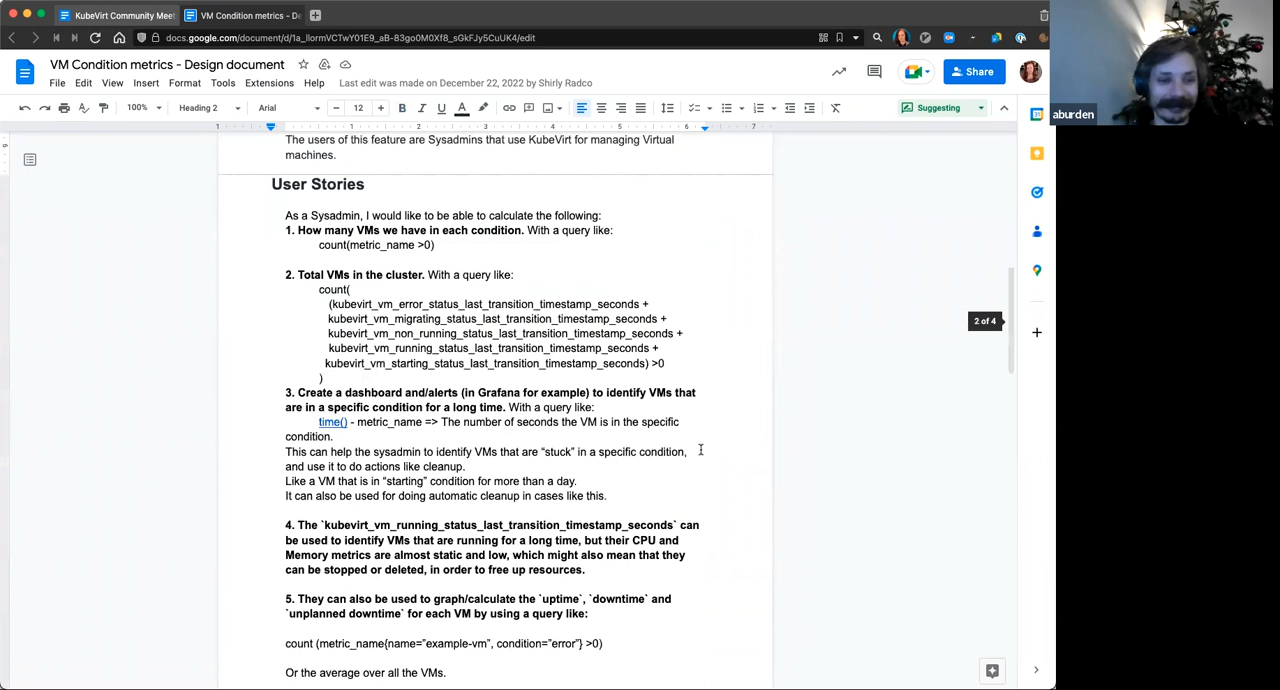 KubeVirt Community Meet
VM Condition metrics - De
docs.google.com/document/d/1a_llormVCTwY01E9_aB-83go0M0Xf8_sGkFJy5CuUK4/edit
VM Condition metrics - Design document
File Edit View Insert Format Tools Extensions Help Last edit was made on December 22, 2022 by Shirly Radco
Share
100% Heading 2 Arial 12 B I U A Suggesting
1 1 2 3 4 5 6 7
The users of this feature are Sysadmins that use KubeVirt for managing Virtual
machines.
User Stories
As a Sysadmin, I would like to be able to calculate the following:
1. How many VMs we have in each condition. With a query like:
count(metric_name >0)
2. Total VMs in the cluster. With a query like:
count(
(kubevirt_vm_error_status_last_transition_timestamp_seconds +
kubevirt_vm_migrating_status_last_transition_timestamp_seconds +
kubevirt_vm_non_running_status_last_transition_timestamp_seconds +
kubevirt_vm_running_status_last_transition_timestamp_seconds +
kubevirt_vm_starting_status_last_transition_timestamp_seconds) >0
)
3. Create a dashboard and/alerts (in Grafana for example) to identify VMs that
are in a specific condition for a long time. With a query like:
time() - metric_name => The number of seconds the VM is in the specific
condition.
This can help the sysadmin to identify VMs that are “stuck” in a specific condition,
and use it to do actions like cleanup.
Like a VM that is in “starting” condition for more than a day.
It can also be used for doing automatic cleanup in cases like this.
4. The `kubevirt_vm_running_status_last_transition_timestamp_seconds` can
be used to identify VMs that are running for a long time, but their CPU and
Memory metrics are almost static and low, which might also mean that they
can be stopped or deleted, in order to free up resources.
5. They can also be used to graph/calculate the `uptime`, `downtime` and
`unplanned downtime` for each VM by using a query like:
count (metric_name{name=”example-vm”, condition=”error”} >0)
Or the average over all the VMs.
2 of 4
aburden